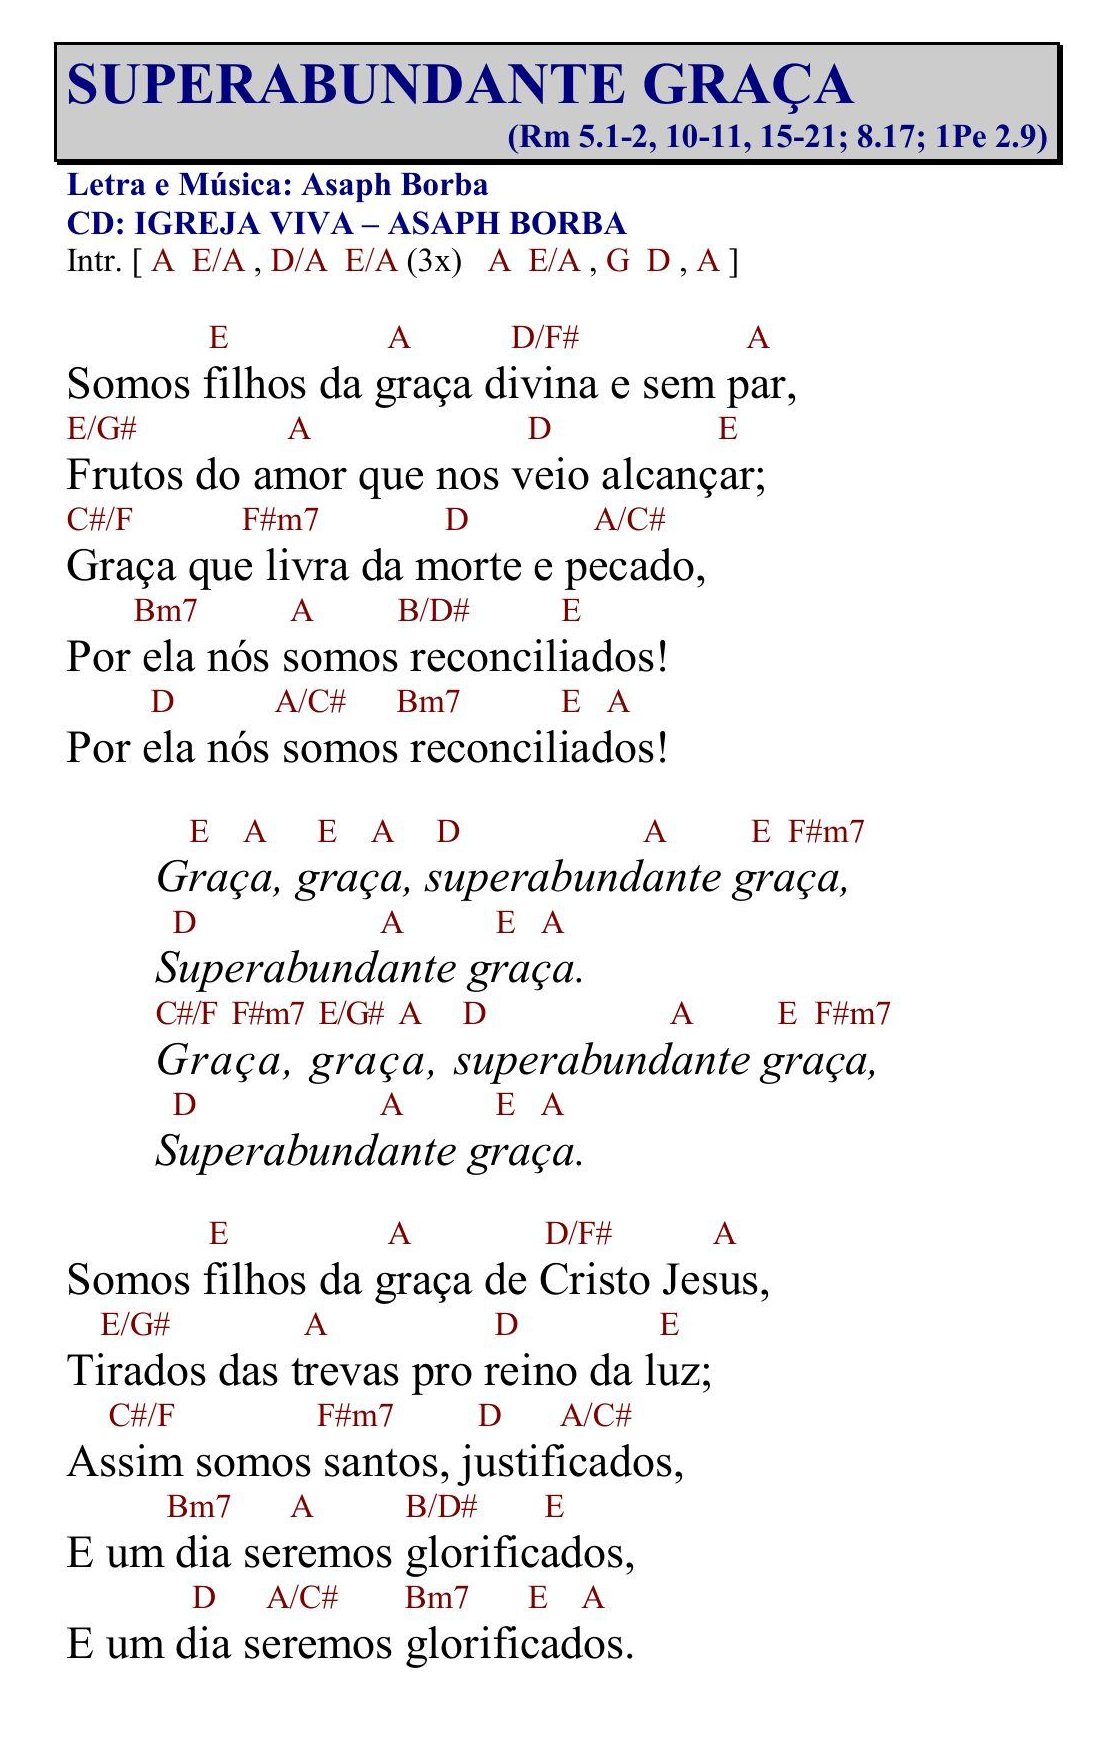 SUPERABUNDANTE GRAÇA
(Rm 5.1-2, 10-11, 15-21; 8.17; 1Pe 2.9)
Letra e Música: Asaph Borba
CD: IGREJA VIVA – ASAPH BORBA
Intr. [ A E/A , D/A E/A (3x) A E/A , G D , A ]
E A D/F# A
Somos filhos da graça divina e sem par,
E/G# A D E
Frutos do amor que nos veio alcançar;
C#/F F#m7 D A/C#
Graça que livra da morte e pecado,
Bm7 A B/D# E
Por ela nós somos reconciliados!
D A/C# Bm7 E A
Por ela nós somos reconciliados!
E A E A D A E F#m7
Graça, graça, superabundante graça,
D A E A
Superabundante graça.
C#/F F#m7 E/G# A D A E F#m7
Graça, graça, superabundante graça,
D A E A
Superabundante graça.
E A D/F# A
Somos filhos da graça de Cristo Jesus,
E/G# A D E
Tirados das trevas pro reino da luz;
C#/F F#m7 D A/C#
Assim somos santos, justificados,
Bm7 A B/D# E
E um dia seremos glorificados,
D A/C# Bm7 E A
E um dia seremos glorificados.